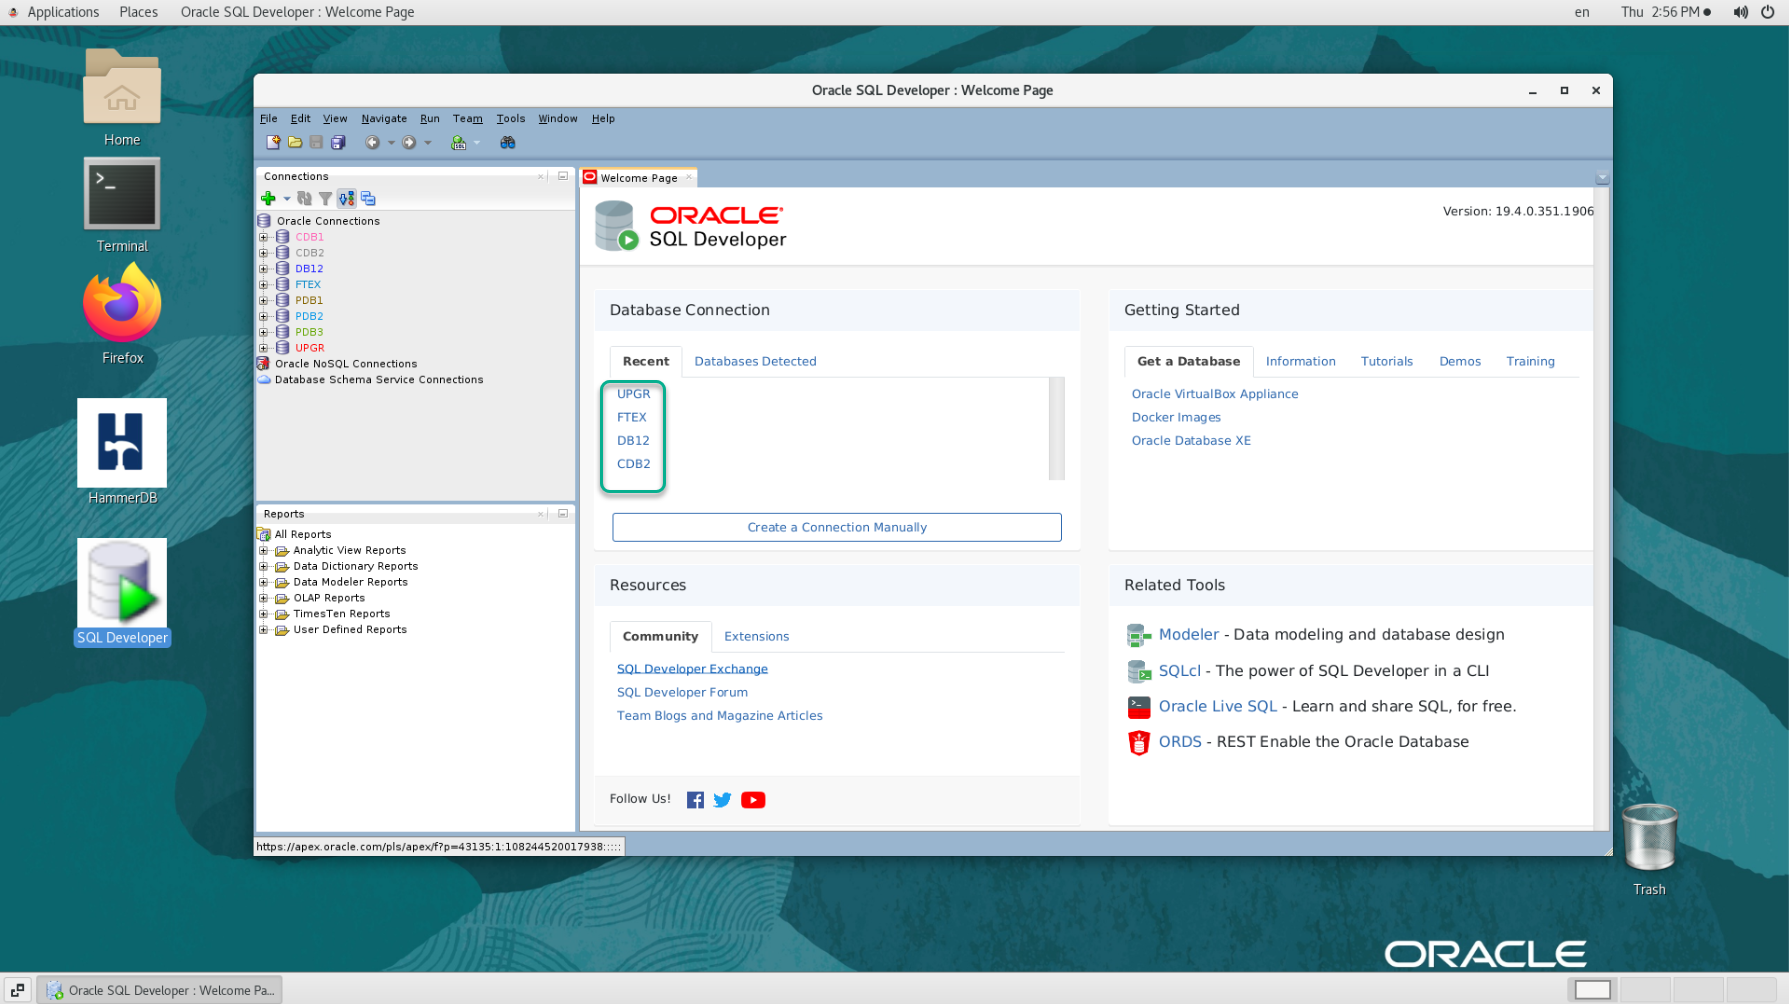 Applications Places Oracle SQL Developer : Welcome Page en Thu 2:56 PM
Home
Terminal
Firefox
HammerDB
SQL Developer
Oracle SQL Developer : Welcome Page
File Edit View Navigate Run Team Tools Window Help
Connections
Oracle Connections
CDB1
CDB2
DB12
FTEX
PDB1
PDB2
PDB3
UPGR
Oracle NoSQL Connections
Database Schema Service Connections
Reports
All Reports
Analytic View Reports
Data Dictionary Reports
Data Modeler Reports
OLAP Reports
TimesTen Reports
User Defined Reports
Welcome Page
ORACLE
SQL Developer
Version: 19.4.0.351.1906
Database Connection
Recent Databases Detected
UPGR
FTEX
DB12
CDB2
Create a Connection Manually
Getting Started
Get a Database Information Tutorials Demos Training
Oracle VirtualBox Appliance
Docker Images
Oracle Database XE
Resources
Community Extensions
SQL Developer Exchange
SQL Developer Forum
Team Blogs and Magazine Articles
Follow Us!
Related Tools
Modeler - Data modeling and database design
SQLcl - The power of SQL Developer in a CLI
Oracle Live SQL - Learn and share SQL, for free.
ORDS - REST Enable the Oracle Database
https://apex.oracle.com/pls/apex/f?p=43135:1:108244520017938:::::
Trash
ORACLE
Oracle SQL Developer : Welcome Pa...